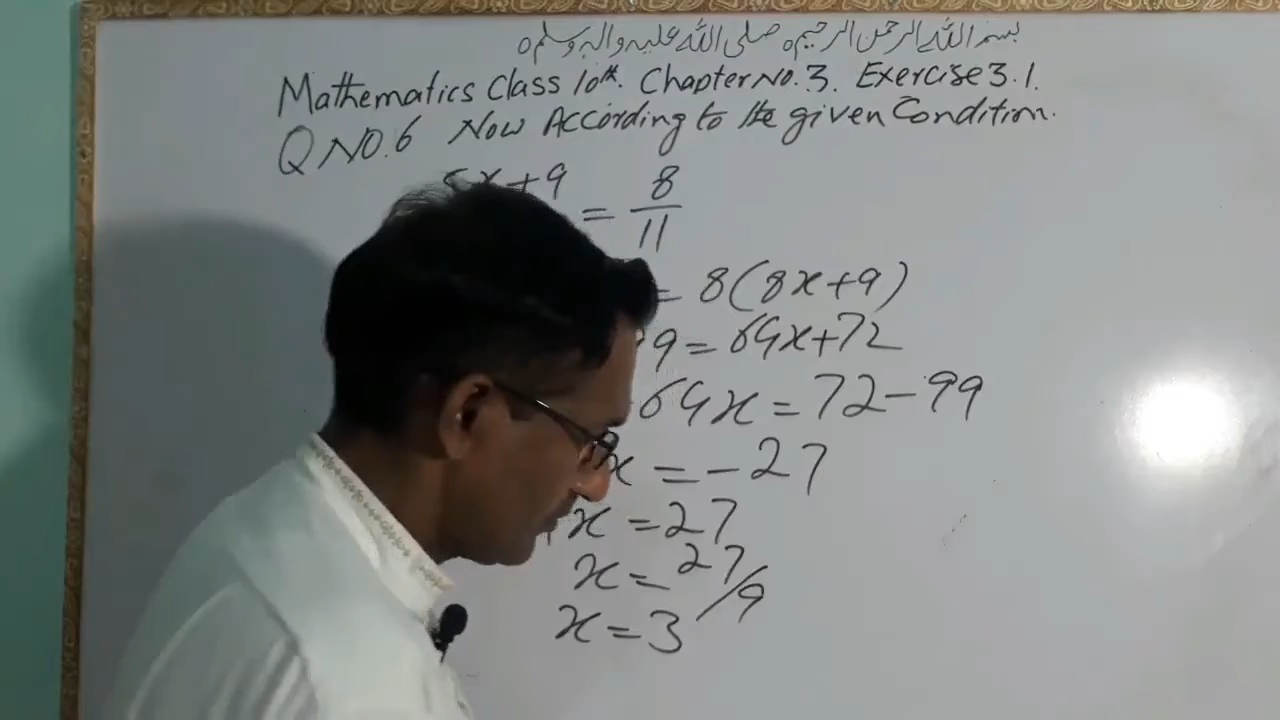 بسم اللہ الرحمن الرحیم صلی اللہ علیہ وآلہ وسلم
Mathematics Class 10th. Chapter No. 3. Exercise 3.1.
Q NO.6 Now According to the given Condition.
x + 9 = 8/11
= 8(8x+9)
99 = 64x+72
64x = 72-99
x = -27
x = 27
x = 27/9
x = 3